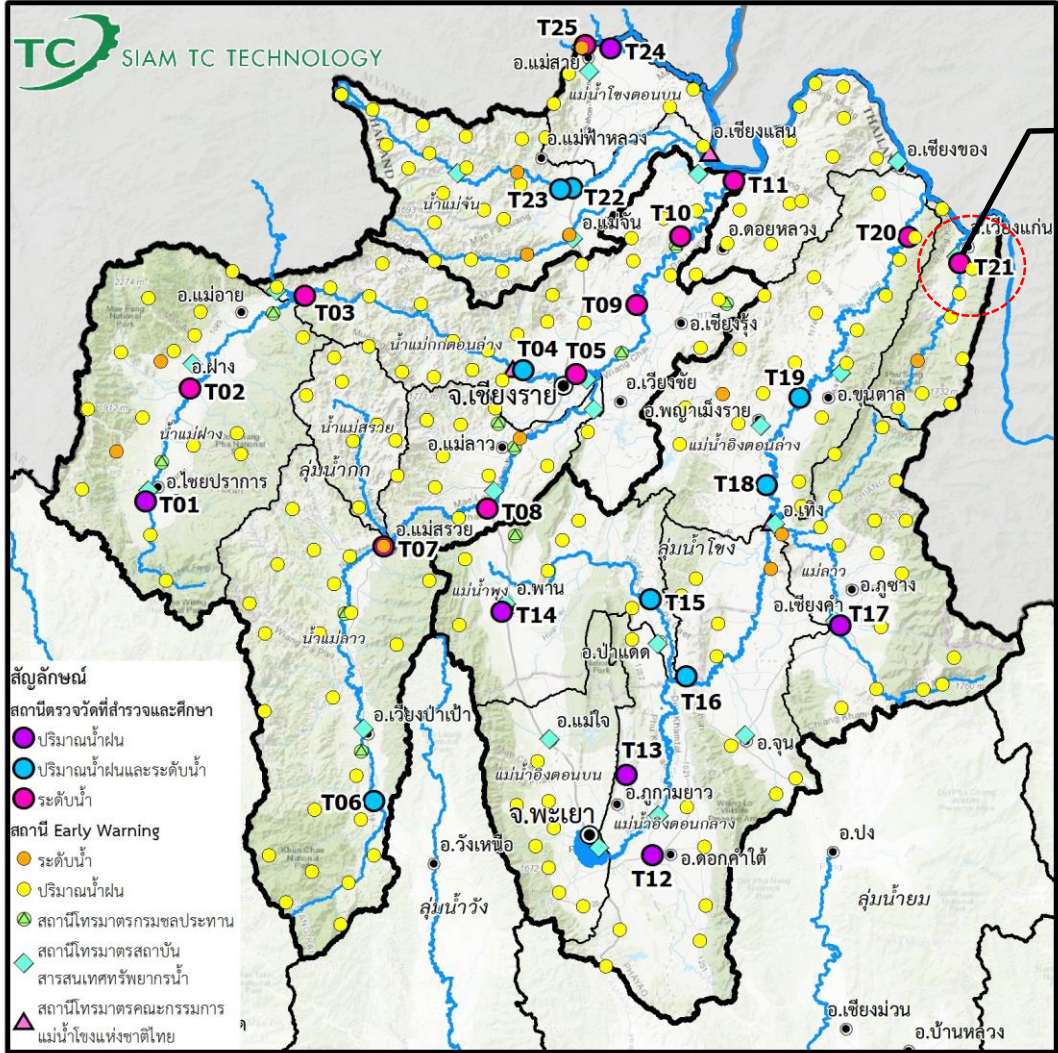 TC SIAM TC TECHNOLOGY
T25
T24
อ.แม่สาย
แม่น้ำโขงตอนบน
MYANMAR
THAILAND
อ.แม่ฟ้าหลวง
อ.เชียงแสน
THAILAND
อ.เชียงของ
T23
T22
T11
น้ำแม่จัน
อ.แม่จัน
T10
อ.ดอยหลวง
T20
อ.เวียงแก่น
T21
2274 m
อ.แม่อาย
Mae Fang National Park
T03
T09
อ.เชียงรุ้ง
น้ำแม่กกตอนล่าง
T04
T05
อ.ฝาง
T02
จ.เชียงราย
อ.เวียงชัย
T19
อ.ขุนตาล
1732 m
อ.พญาเม็งราย
น้ำแม่ฝาง
น้ำแม่สรวย
อ.แม่ลาว
แม่น้ำอิงตอนล่าง
ลุ่มน้ำกก
อ.ไชยปราการ
T01
T18
T08
อ.เทิง
อ.แม่สรวย
T07
ลุ่มน้ำโขง
แม่ลาว
อ.ภูซาง
แม่น้ำพุง
อ.พาน
T15
T14
อ.เชียงคำ
T17
น้ำแม่ลาว
อ.ป่าแดด
T16
สัญลักษณ์
สถานีตรวจวัดที่สำรวจและศึกษา
ปริมาณน้ำฝน
ปริมาณน้ำฝนและระดับน้ำ
ระดับน้ำ
สถานี Early Warning
ระดับน้ำ
ปริมาณน้ำฝน
สถานีโทรมาตรกรมชลประทาน
สถานีโทรมาตรสถาบัน
สารสนเทศทรัพยากรน้ำ
สถานีโทรมาตรคณะกรรมการ
แม่น้ำโขงแห่งชาติไทย
อ.เวียงป่าเป้า
อ.แม่ใจ
อ.จุน
T13
แม่น้ำอิงตอนบน
T06
อ.ภูกามยาว
จ.พะเยา
แม่น้ำอิงตอนกลาง
อ.วังเหนือ
T12
อ.ดอกคำใต้
อ.ปง
ลุ่มน้ำวัง
ลุ่มน้ำยม
อ.เชียงม่วน
อ.บ้านหลวง